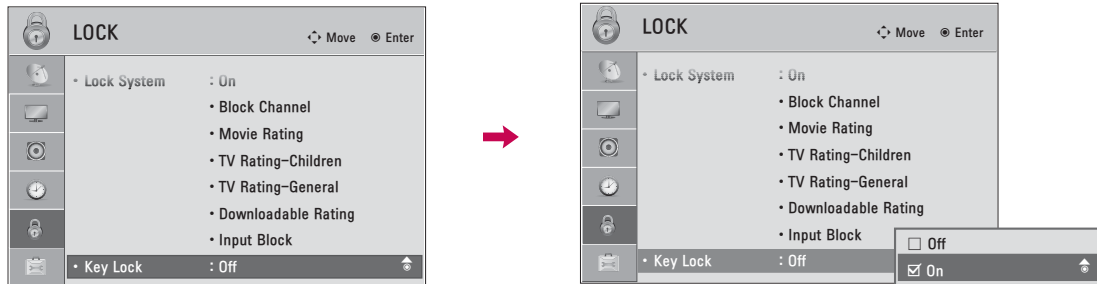 LOCK
Move Enter
• Lock System : On
• Block Channel
• Movie Rating
• TV Rating-Children
• TV Rating-General
• Downloadable Rating
• Input Block
• Key Lock : Off
LOCK
Move Enter
• Lock System : On
• Block Channel
• Movie Rating
• TV Rating-Children
• TV Rating-General
• Downloadable Rating
• Input Block
• Key Lock : Off
Off
On